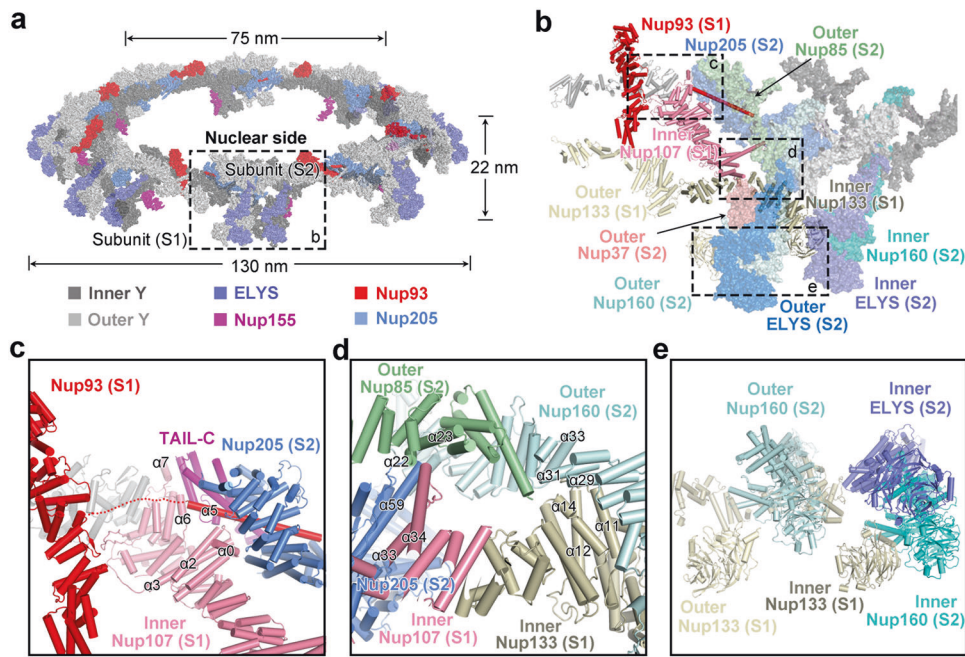 a
75 nm
Nuclear side
Subunit (S2)
22 nm
Subunit (S1)
b
130 nm
Inner Y
ELYS
Nup93
Outer Y
Nup155
Nup205
b
Nup93 (S1)
Nup205 (S2)
Outer
Nup85 (S2)
c
Inner
Nup107 (S1)
d
Outer
Nup133 (S1)
Inner
Nup133 (S1)
Outer
Nup37 (S2)
Inner
Nup160 (S2)
Outer
Nup160 (S2)
e
Inner
ELYS (S2)
Outer
ELYS (S2)
c
Nup93 (S1)
TAIL-C
Nup205 (S2)
α7
α6
α5
α0
α2
α3
Inner
Nup107 (S1)
d
Outer
Nup85 (S2)
Outer
Nup160 (S2)
α23
α33
α22
α31
α29
α59
α14
α11
α34
α12
α33
Nup205 (S2)
Inner
Nup107 (S1)
Inner
Nup133 (S1)
e
Outer
Nup160 (S2)
Inner
ELYS (S2)
Outer
Nup133 (S1)
Inner
Nup133 (S1)
Inner
Nup160 (S2)